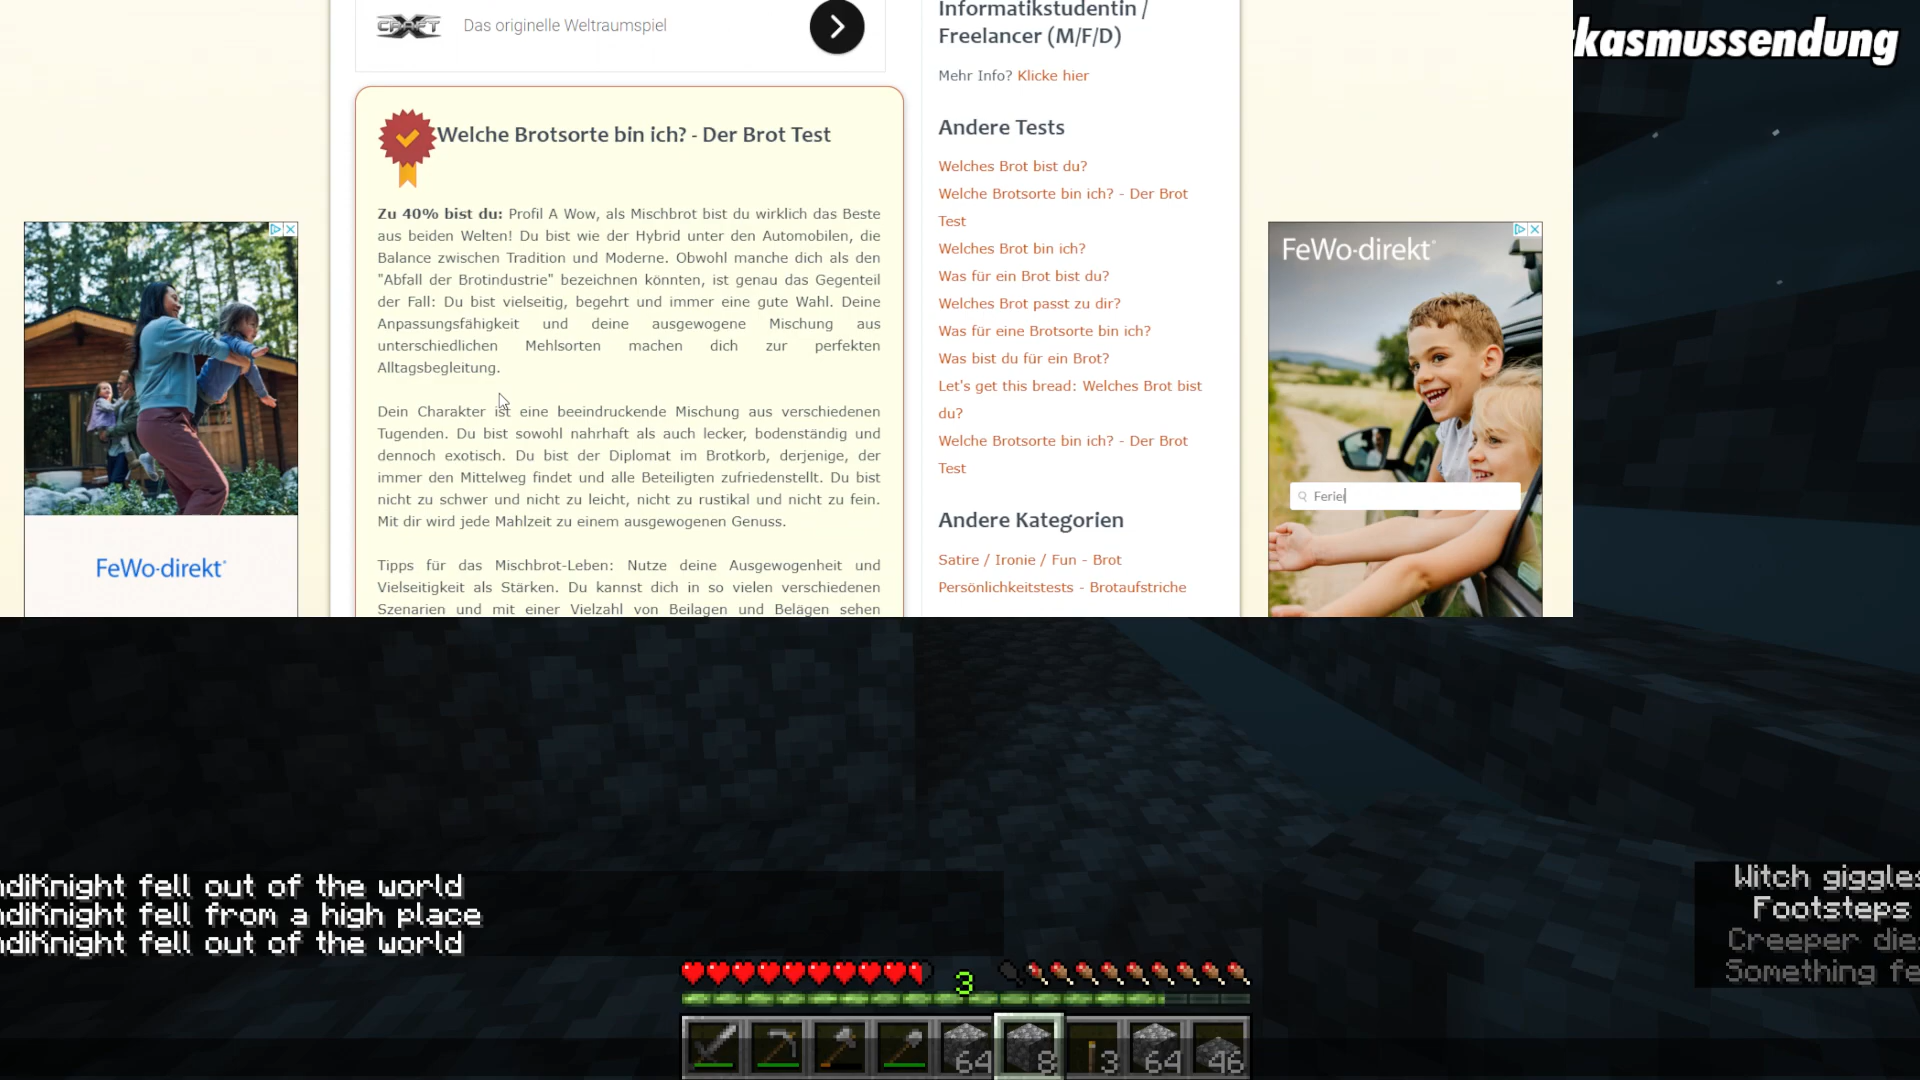 CRAFT
Das originelle Weltraumspiel
Welche Brotsorte bin ich? - Der Brot Test
Zu 40% bist du: Profil A Wow, als Mischbrot bist du wirklich das Beste
aus beiden Welten! Du bist wie der Hybrid unter den Automobilen, die
Balance zwischen Tradition und Moderne. Obwohl manche dich als den
"Abfall der Brotindustrie" bezeichnen könnten, ist genau das Gegenteil
der Fall: Du bist vielseitig, begehrt und immer eine gute Wahl. Deine
Anpassungsfähigkeit und deine ausgewogene Mischung aus
unterschiedlichen Mehlsorten machen dich zur perfekten
Alltagsbegleitung.
Dein Charakter ist eine beeindruckende Mischung aus verschiedenen
Tugenden. Du bist sowohl nahrhaft als auch lecker, bodenständig und
dennoch exotisch. Du bist der Diplomat im Brotkorb, derjenige, der
immer den Mittelweg findet und alle Beteiligten zufriedenstellt. Du bist
nicht zu schwer und nicht zu leicht, nicht zu rustikal und nicht zu fein.
Mit dir wird jede Mahlzeit zu einem ausgewogenen Genuss.
Tipps für das Mischbrot-Leben: Nutze deine Ausgewogenheit und
Vielseitigkeit als Stärken. Du kannst dich in so vielen verschiedenen
Szenarien und mit einer Vielzahl von Beilagen und Belägen sehen
Informatikstudentin /
Freelancer (M/F/D)
Mehr Info? Klicke hier
Andere Tests
Welches Brot bist du?
Welche Brotsorte bin ich? - Der Brot
Test
Welches Brot bin ich?
Was für ein Brot bist du?
Welches Brot passt zu dir?
Was für eine Brotsorte bin ich?
Was bist du für ein Brot?
Let's get this bread: Welches Brot bist
du?
Welche Brotsorte bin ich? - Der Brot
Test
Andere Kategorien
Satire / Ironie / Fun - Brot
Persönlichkeitstests - Brotaufstriche
FeWo-direkt
FeWo-direkt
Ferie
rkasmussendung
ndiKnight fell out of the world
ndiKnight fell from a high place
ndiKnight fell out of the world
Witch giggles
Footsteps
Creeper die
Something fe
3
64 8 3 64 46